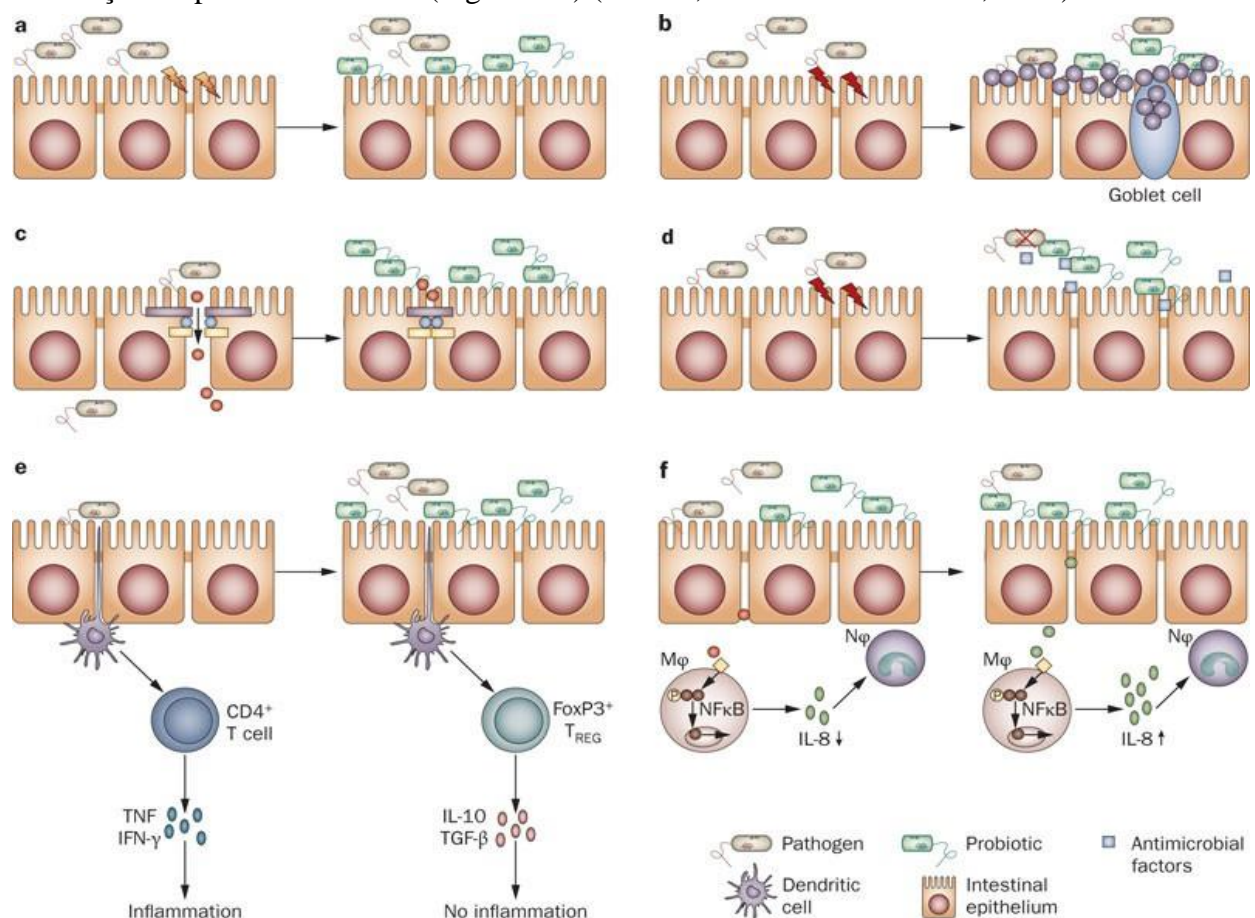 a
b
Goblet cell
c
d
e
CD4+
T cell
TNF
IFN-γ
Inflammation
FoxP3+
TREG
IL-10
TGF-β
No inflammation
f
Mφ
P
NFκB
IL-8 ↓
Nφ
Mφ
P
NFκB
IL-8 ↑
Nφ
Pathogen
Probiotic
Antimicrobial
factors
Dendritic
cell
Intestinal
epithelium